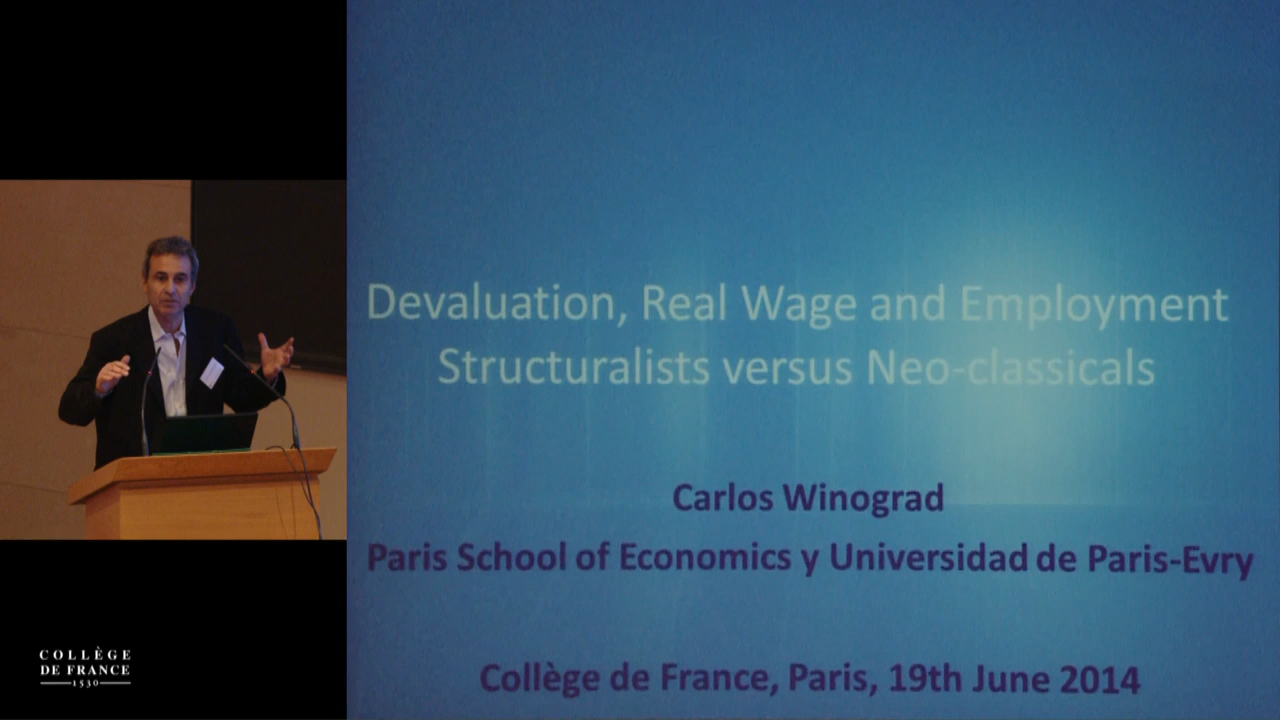 Devaluation, Real Wage and Employment
Structuralists versus Neo-classicals
Carlos Winograd
Paris School of Economics y Universidad de Paris-Evry
Collège de France, Paris, 19th June 2014
COLLÈGE
DE FRANCE
1530